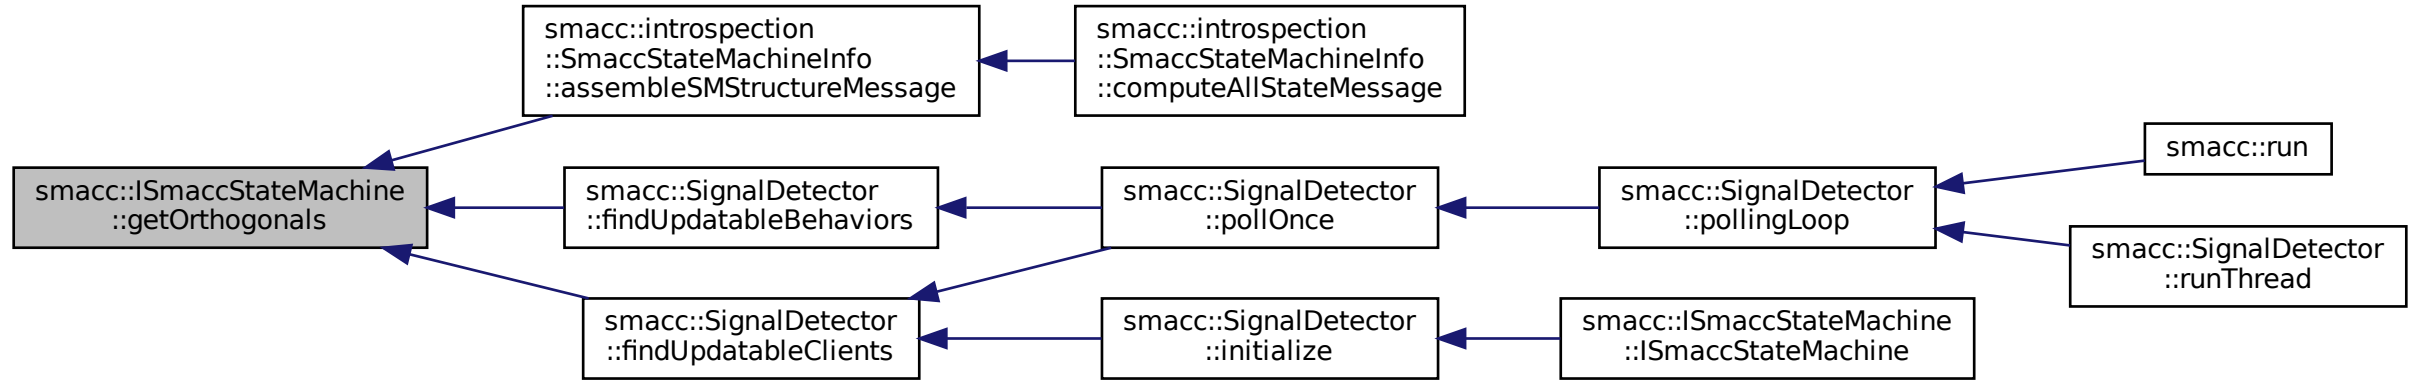 smacc::introspection
::SmaccStateMachineInfo
::assembleSMStructureMessage
smacc::introspection
::SmaccStateMachineInfo
::computeAllStateMessage
smacc::run
smacc::ISmaccStateMachine
::getOrthogonals
smacc::SignalDetector
::findUpdatableBehaviors
smacc::SignalDetector
::pollOnce
smacc::SignalDetector
::pollingLoop
smacc::SignalDetector
::runThread
smacc::SignalDetector
::findUpdatableClients
smacc::SignalDetector
::initialize
smacc::ISmaccStateMachine
::ISmaccStateMachine